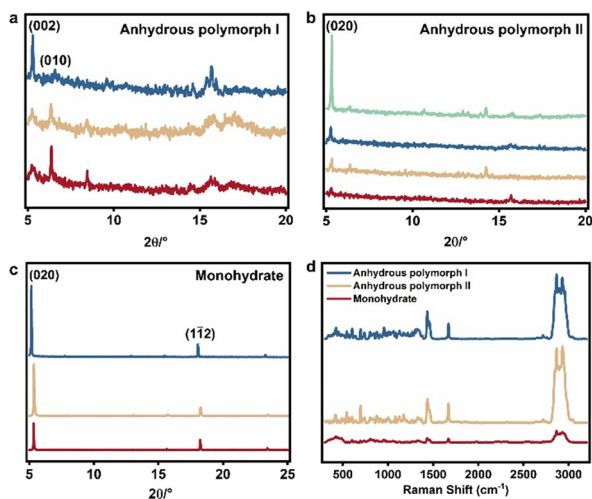 a
Anhydrous polymorph I
(002)
(010)
5
10
15
20
2θ/°
b
Anhydrous polymorph II
(020)
5
10
15
20
2θ/°
c
Monohydrate
(020)
(11̄2)
5
10
15
20
25
2θ/°
d
Anhydrous polymorph I
Anhydrous polymorph II
Monohydrate
500
1000
1500
2000
2500
3000
Raman Shift (cm⁻¹)